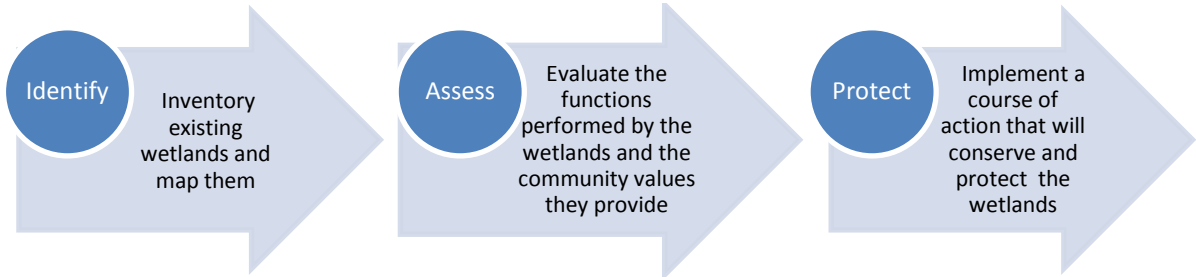 Identify
Inventory
existing
wetlands and
map them
Assess
Evaluate the
functions
performed by the
wetlands and the
community values
they provide
Protect
Implement a
course of
action that will
conserve and
protect the
wetlands